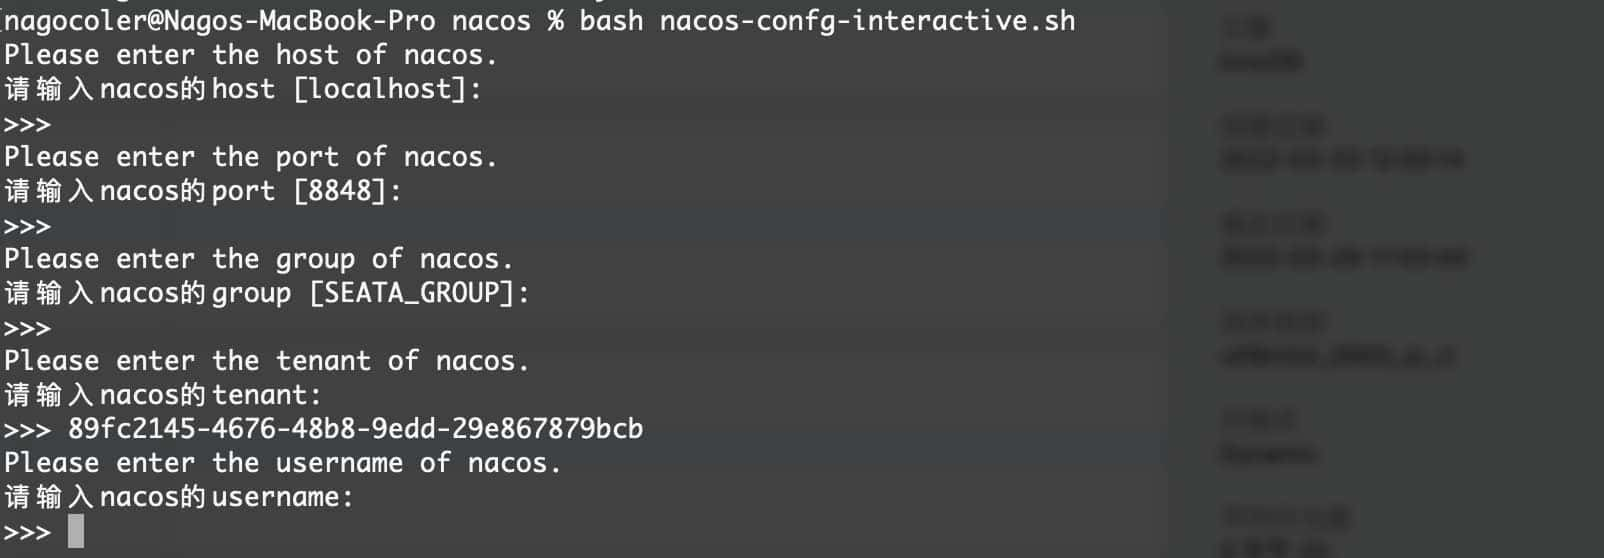 [nagocoler@Nagos-MacBook-Pro nacos % bash nacos-confg-interactive.sh
Please enter the host of nacos.
请输入nacos的host [localhost]:
>>>
Please enter the port of nacos.
请输入nacos的port [8848]:
>>>
Please enter the group of nacos.
请输入nacos的group [SEATA_GROUP]:
>>>
Please enter the tenant of nacos.
请输入nacos的tenant:
>>> 89fc2145-4676-48b8-9edd-29e867879bcb
Please enter the username of nacos.
请输入nacos的username:
>>>